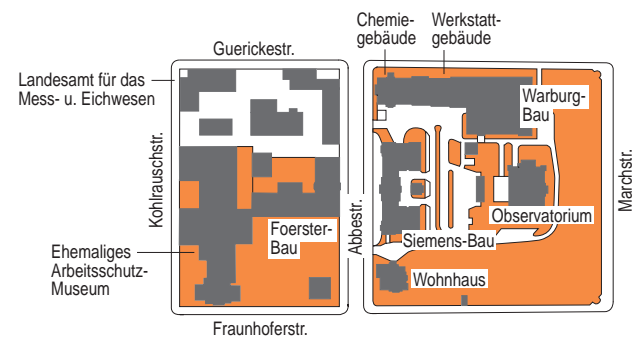 Chemie-
gebäude
Werkstatt-
gebäude
Guerickestr.
Landesamt für das
Mess- u. Eichwesen
Warburg-
Bau
Kohlrauschstr.
Abbestr.
Marchstr.
Observatorium
Foerster-
Bau
Siemens-Bau
Ehemaliges
Arbeitsschutz-
Museum
Wohnhaus
Fraunhoferstr.